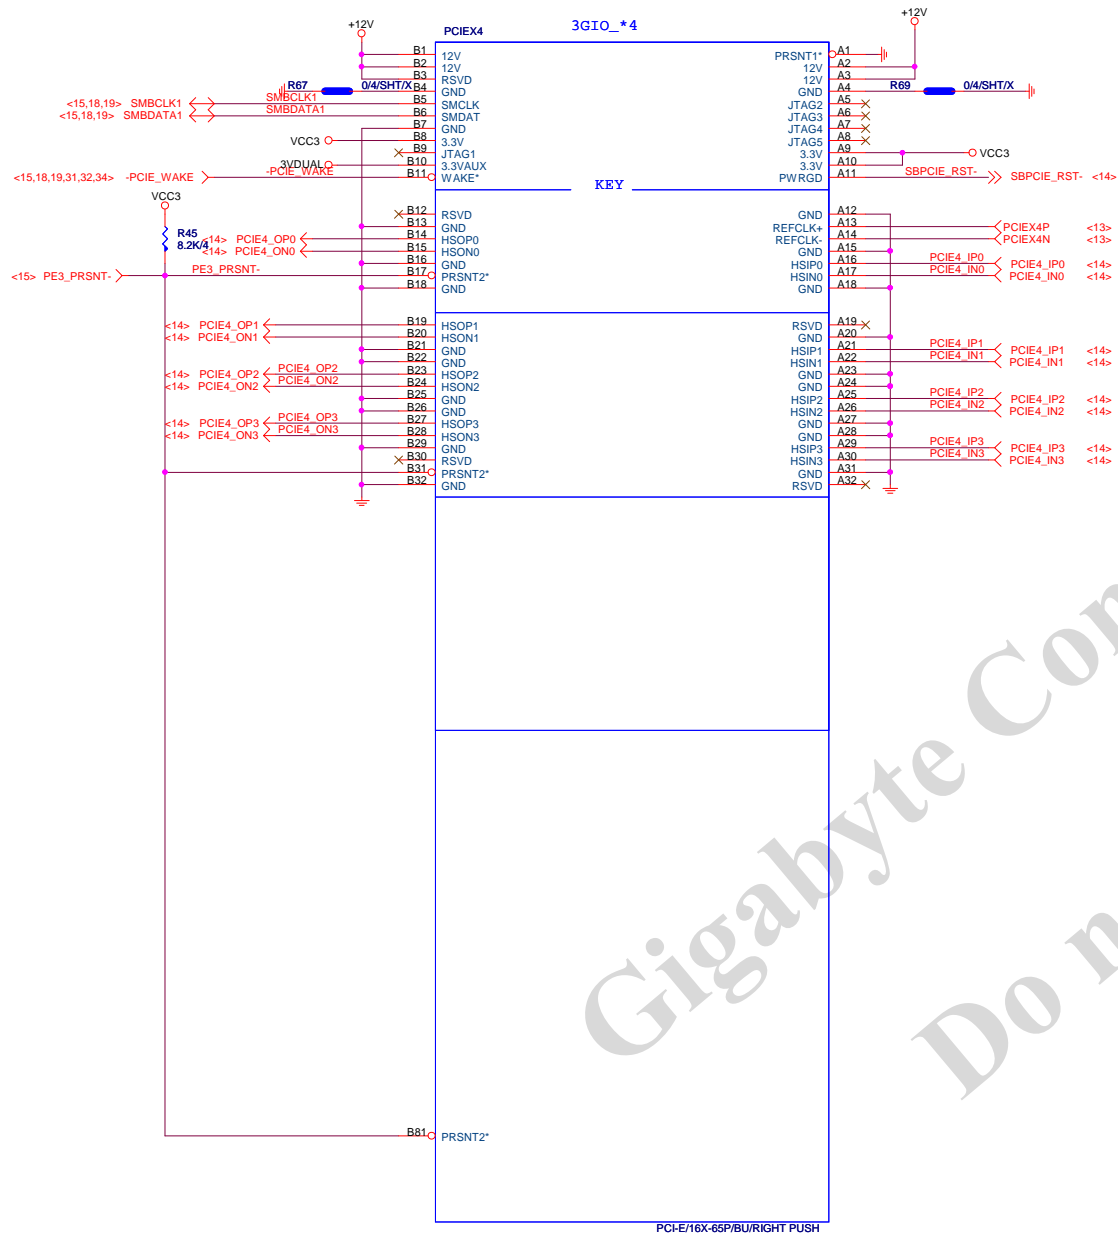 3GIO_*4
PCIEX4
+12V
+12V
B1 12V
B2 12V
B3 RSVD
B4 GND
B5 SMCLK
B6 SMDAT
B7 GND
B8 3.3V
B9 JTAG1
B10 3.3VAUX
B11 WAKE*
PRSNT1* A1
12V A2
12V A3
GND A4
JTAG2 A5
JTAG3 A6
JTAG4 A7
JTAG5 A8
3.3V A9
3.3V A10
PWRGD A11
R67 0/4/SHT/X
R69 0/4/SHT/X
<15,18,19> SMBCLK1 SMBCLK1
<15,18,19> SMBDATA1 SMBDATA1
VCC3
3VDUAL
<15,18,19,31,32,34> -PCIE_WAKE -PCIE_WAKE
VCC3
SBPCIE_RST- SBPCIE_RST- <14>
KEY
VCC3
R45
8.2K/4
B12 RSVD
B13 GND
B14 HSOP0
B15 HSON0
B16 GND
B17 PRSNT2*
B18 GND
GND A12
REFCLK+ A13
REFCLK- A14
GND A15
HSIP0 A16
HSIN0 A17
GND A18
<14> PCIE4_OP0
<14> PCIE4_ON0
<15> PE3_PRSNT- PE3_PRSNT-
PCIEX4P <13>
PCIEX4N <13>
PCIE4_IP0 PCIE4_IP0 <14>
PCIE4_IN0 PCIE4_IN0 <14>
B19 HSOP1
B20 HSON1
B21 GND
B22 GND
B23 HSOP2
B24 HSON2
B25 GND
B26 GND
B27 HSOP3
B28 HSON3
B29 GND
B30 RSVD
B31 PRSNT2*
B32 GND
RSVD A19
GND A20
HSIP1 A21
HSIN1 A22
GND A23
GND A24
HSIP2 A25
HSIN2 A26
GND A27
GND A28
HSIP3 A29
HSIN3 A30
GND A31
RSVD A32
<14> PCIE4_OP1
<14> PCIE4_ON1
<14> PCIE4_OP2 PCIE4_OP2
<14> PCIE4_ON2 PCIE4_ON2
<14> PCIE4_OP3 PCIE4_OP3
<14> PCIE4_ON3 PCIE4_ON3
PCIE4_IP1 PCIE4_IP1 <14>
PCIE4_IN1 PCIE4_IN1 <14>
PCIE4_IP2 PCIE4_IP2 <14>
PCIE4_IN2 PCIE4_IN2 <14>
PCIE4_IP3 PCIE4_IP3 <14>
PCIE4_IN3 PCIE4_IN3 <14>
B81 PRSNT2*
PCI-E/16X-65P/BU/RIGHT PUSH
Gigabyte Con
Do n